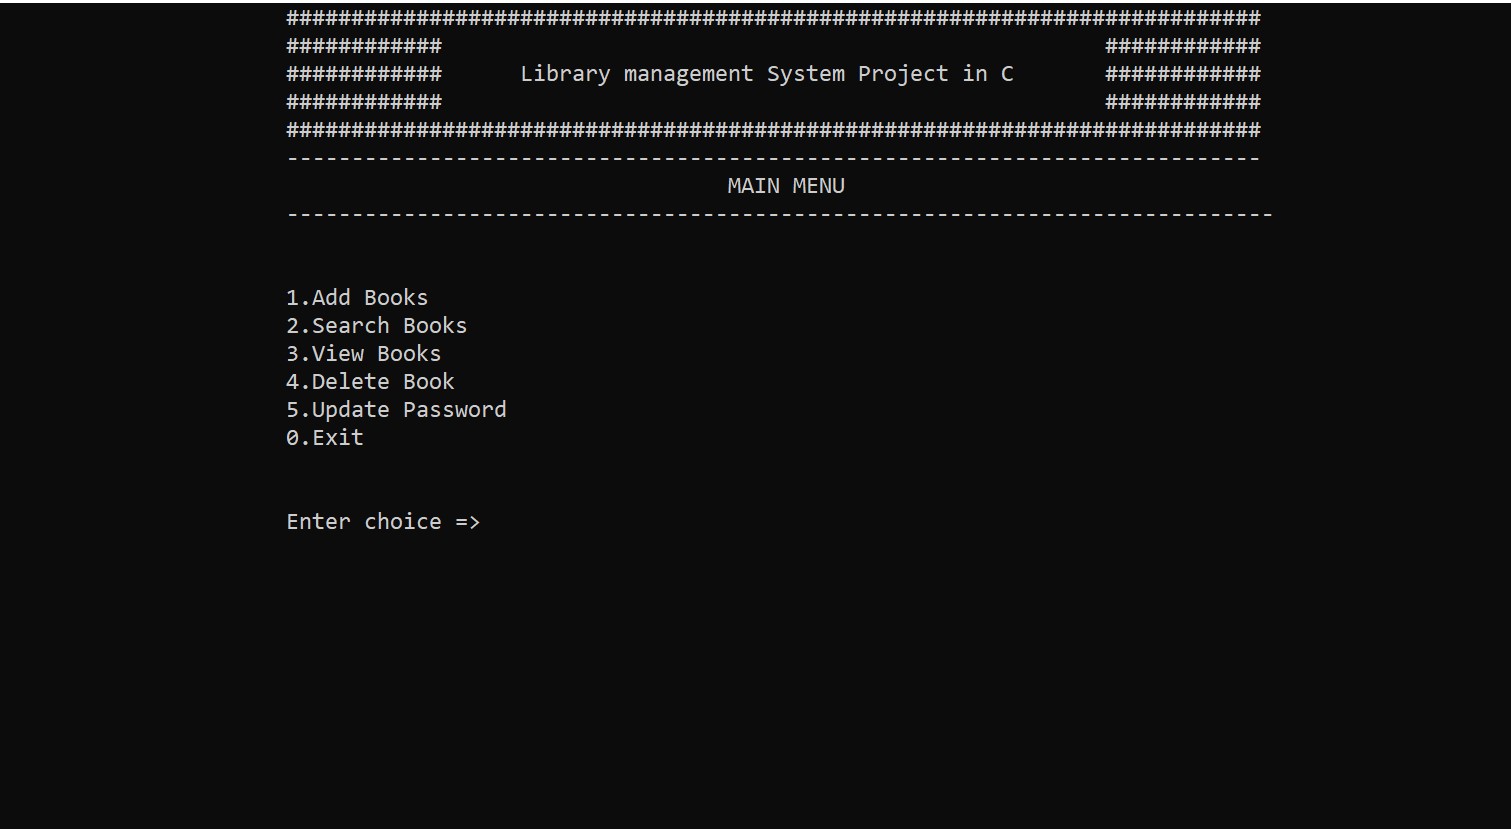 ###########################################################################
############                                                   ############
############      Library management System Project in C       ############
############                                                   ############
###########################################################################
---------------------------------------------------------------------------
MAIN MENU
----------------------------------------------------------------------------
1.Add Books
2.Search Books
3.View Books
4.Delete Book
5.Update Password
0.Exit
Enter choice =>